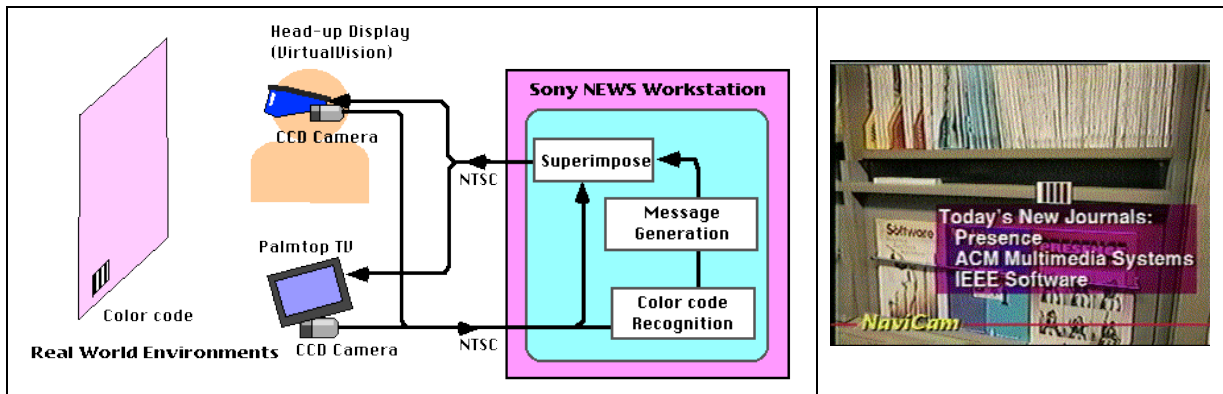 Head-up Display
(VirtualVision)
CCD Camera
Palmtop TV
CCD Camera
Color code
Real World Environments
NTSC
NTSC
Sony NEWS Workstation
Superimpose
Message
Generation
Color code
Recognition
Software
PRESENCE
Today's New Journals:
Presence
ACM Multimedia Systems
IEEE Software
NaviCam